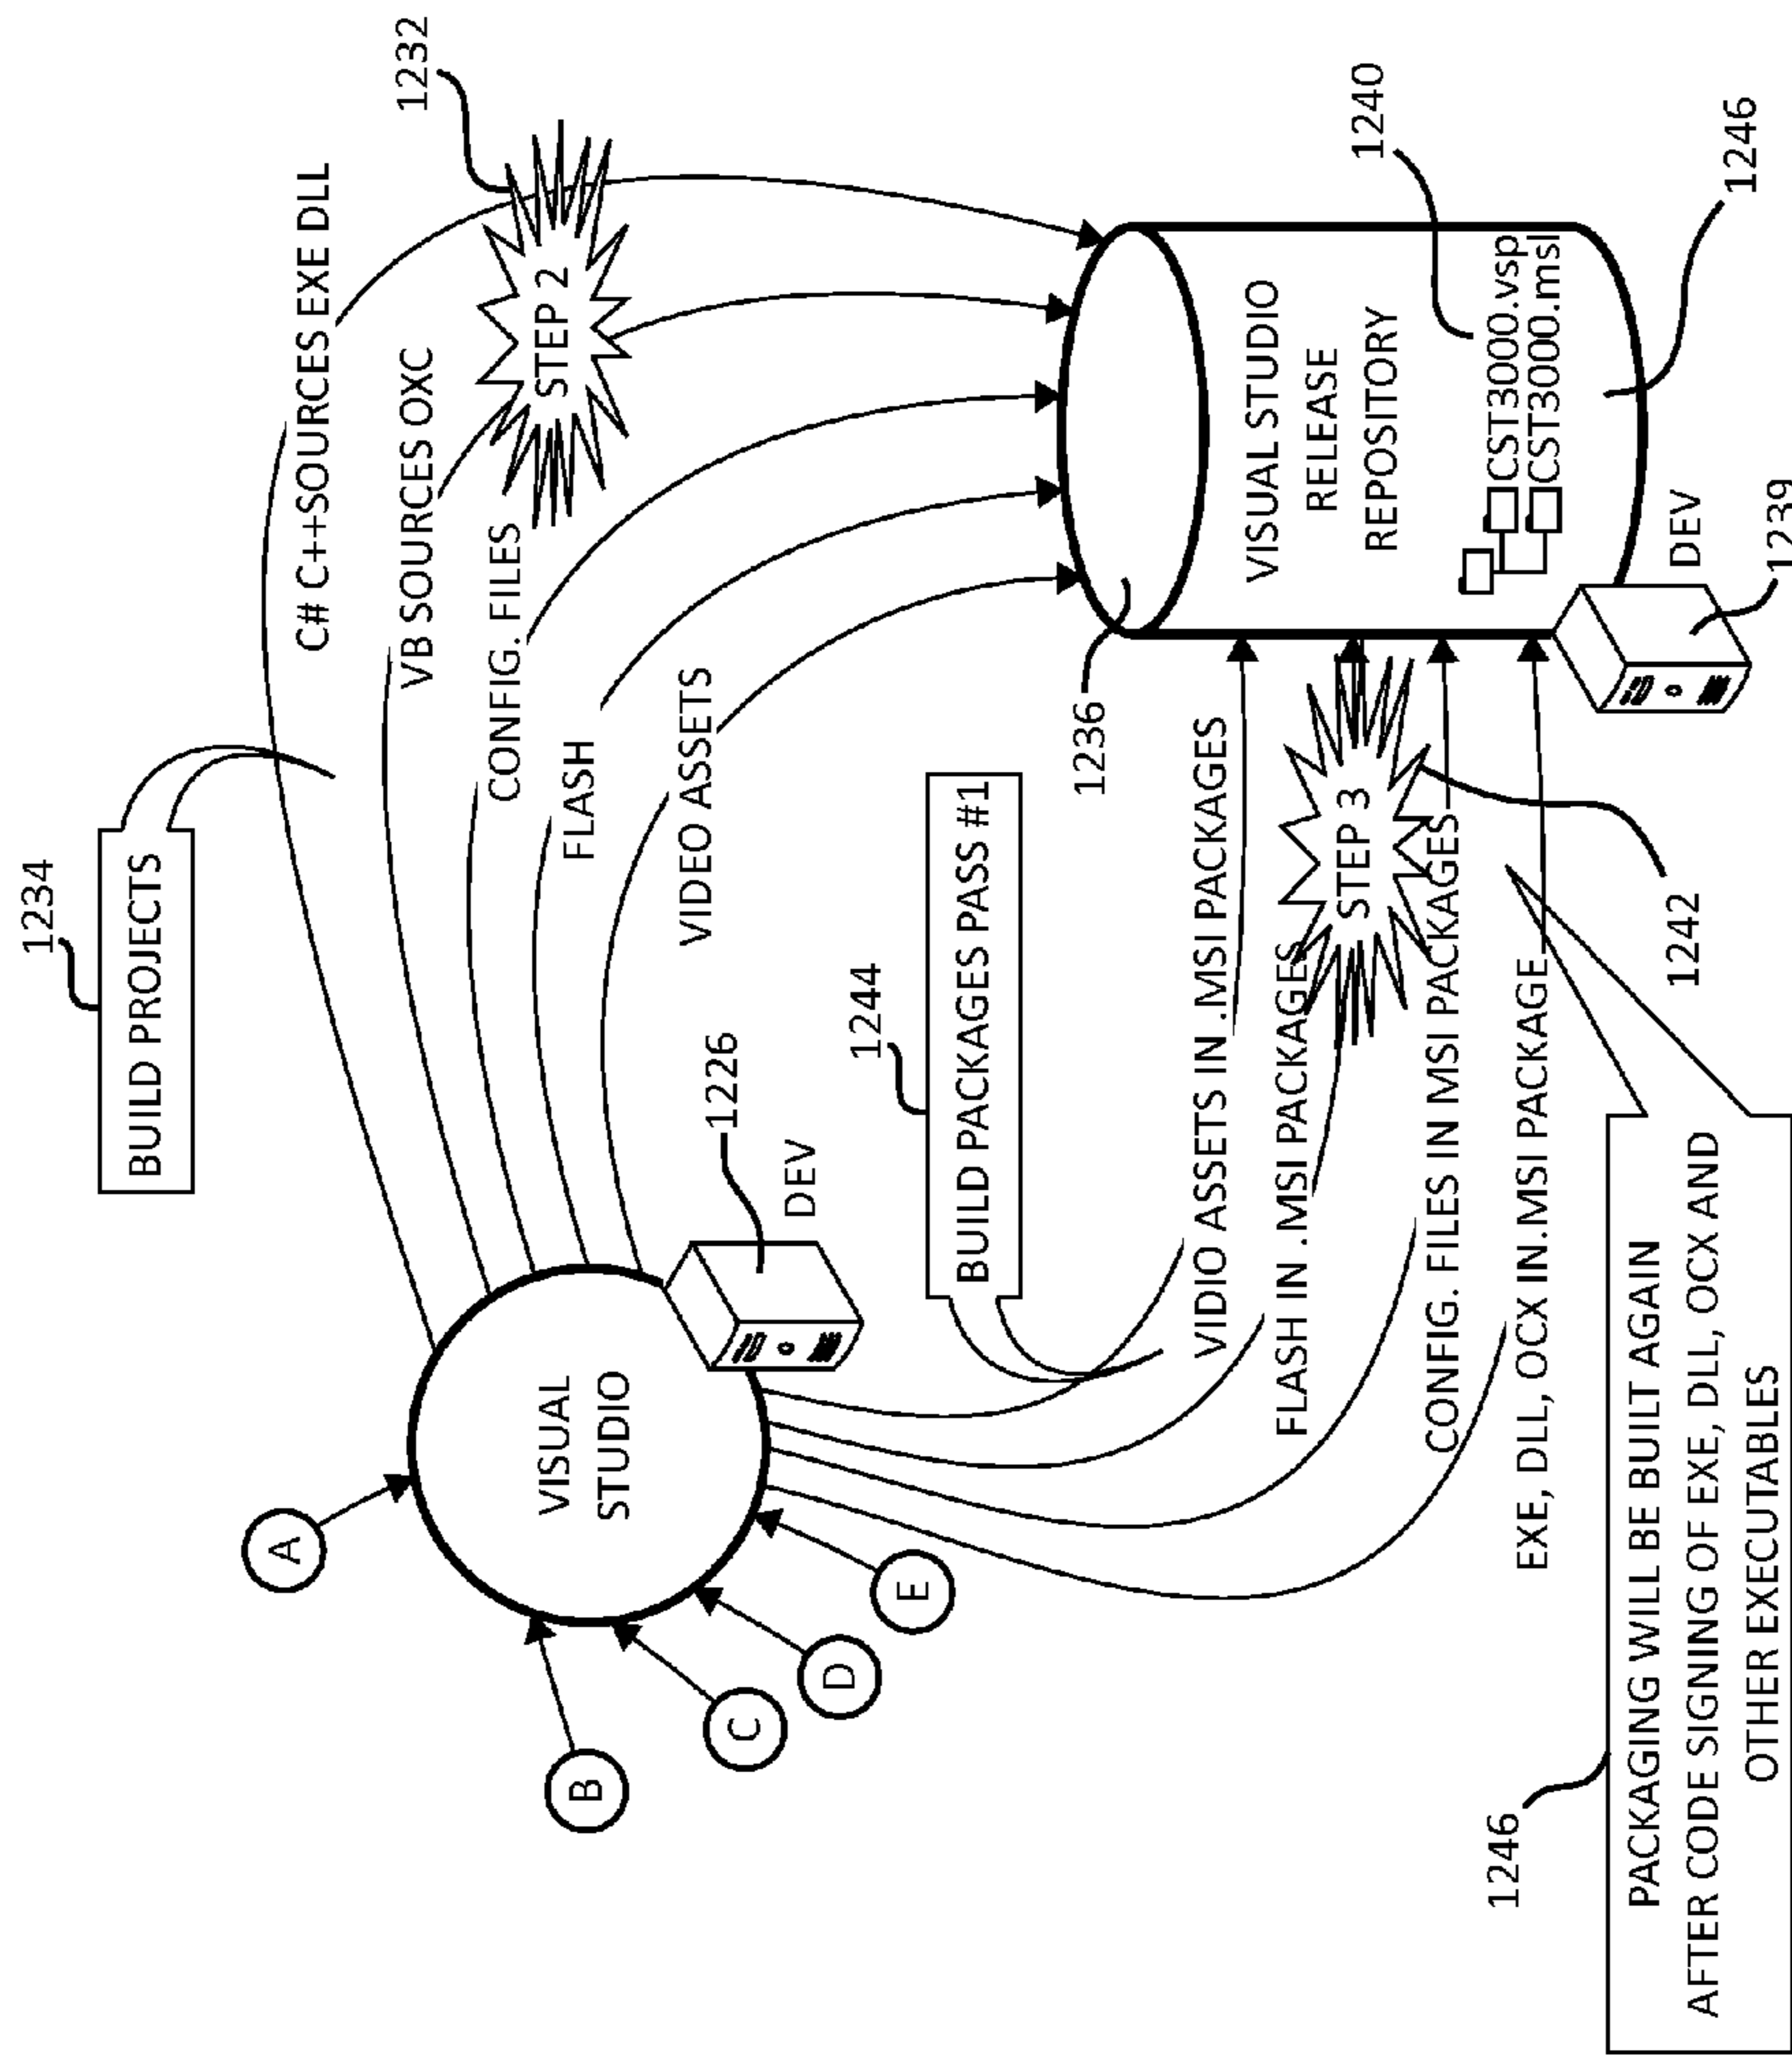 1234
BUILD PROJECTS
1232
C# C++SOURCES EXE DLL
VB SOURCES OXC
STEP 2
CONFIG. FILES
FLASH
VIDEO ASSETS
A
B
C
D
E
VISUAL
STUDIO
1226
DEV
1244
BUILD PACKAGES PASS #1
1236
VISUAL STUDIO
RELEASE
REPOSITORY
1240
CST3000.vsp
CST3000.msl
1246
DEV
1239
VIDIO ASSETS IN .MSI PACKAGES
FLASH IN .MSI PACKAGES
STEP 3
CONFIG. FILES IN MSI PACKAGES
EXE, DLL, OCX IN.MSI PACKAGE
1242
1246
PACKAGING WILL BE BUILT AGAIN
AFTER CODE SIGNING OF EXE, DLL, OCX AND
OTHER EXECUTABLES